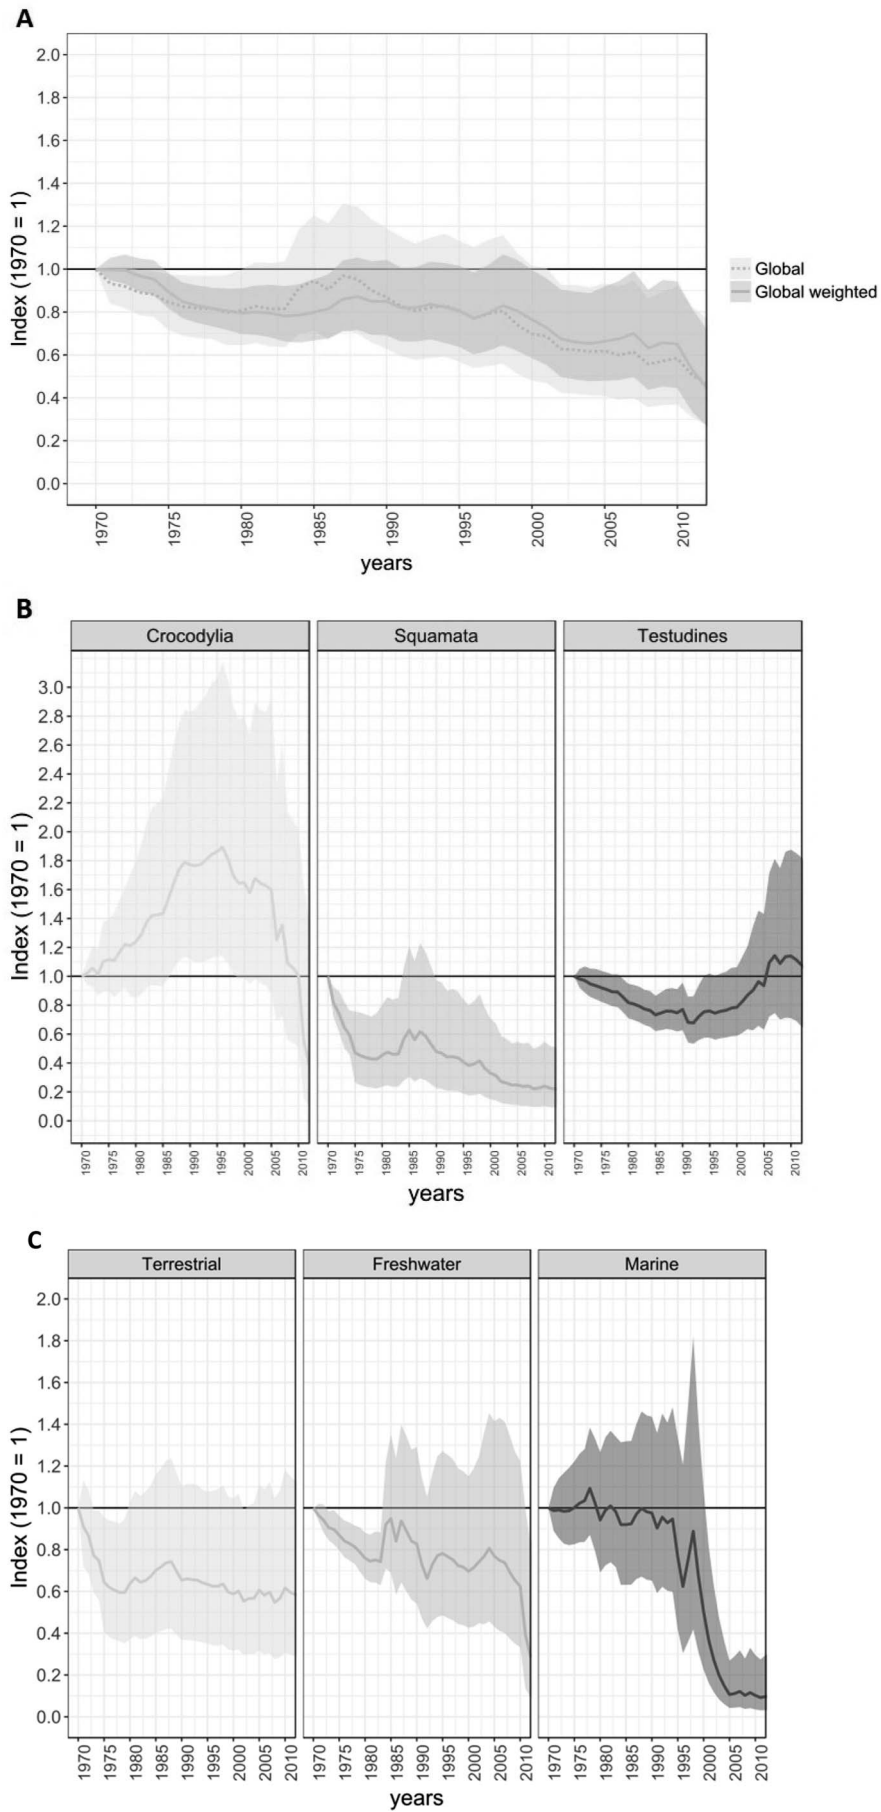 A
2.0
1.8
1.6
1.4
1.2
1.0
0.8
0.6
0.4
0.2
0.0
Index (1970 = 1)
1970 1975 1980 1985 1990 1995 2000 2005 2010
years
Global
Global weighted
B
Crocodylia Squamata Testudines
3.0
2.8
2.6
2.4
2.2
2.0
1.8
1.6
1.4
1.2
1.0
0.8
0.6
0.4
0.2
0.0
Index (1970 = 1)
1970 1975 1980 1985 1990 1995 2000 2005 2010 1970 1975 1980 1985 1990 1995 2000 2005 2010 1970 1975 1980 1985 1990 1995 2000 2005 2010
years
C
Terrestrial Freshwater Marine
2.0
1.8
1.6
1.4
1.2
1.0
0.8
0.6
0.4
0.2
0.0
Index (1970 = 1)
1970 1975 1980 1985 1990 1995 2000 2005 2010 1970 1975 1980 1985 1990 1995 2000 2005 2010 1970 1975 1980 1985 1990 1995 2000 2005 2010
years